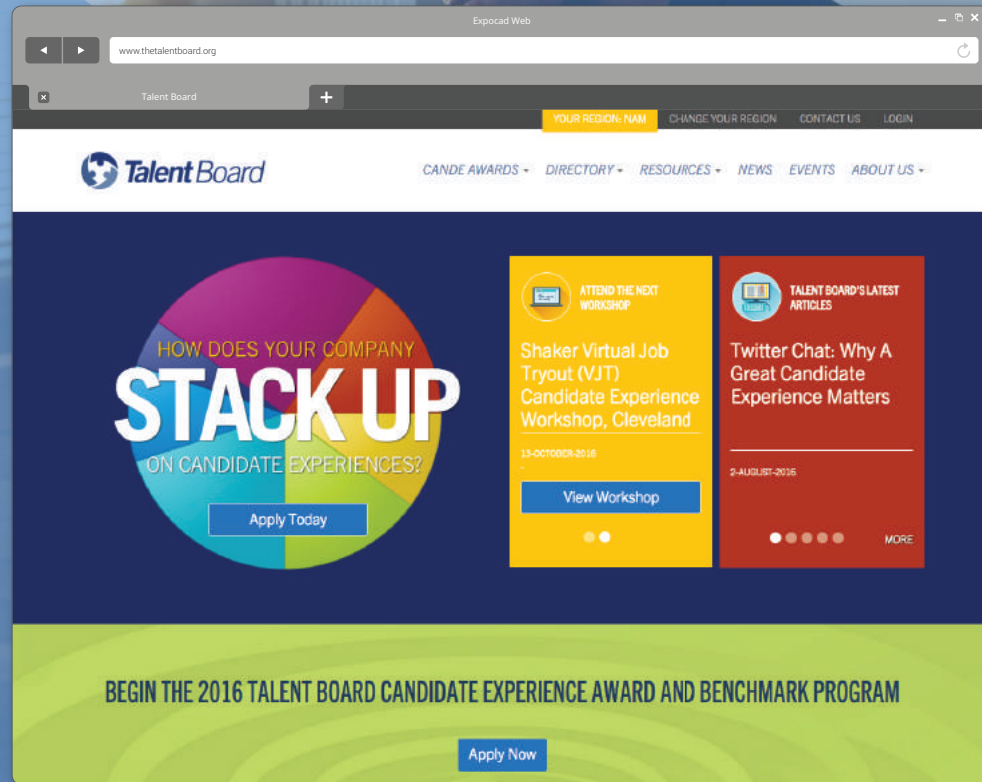 Expocad Web
www.thetalentboard.org
Talent Board
YOUR REGION: NAM CHANGE YOUR REGION CONTACT US LOGIN
Talent Board
CANDE AWARDS DIRECTORY RESOURCES NEWS EVENTS ABOUT US
HOW DOES YOUR COMPANY
STACK UP
ON CANDIDATE EXPERIENCES?
Apply Today
ATTEND THE NEXT
WORKSHOP
Shaker Virtual Job
Tryout (VJT)
Candidate Experience
Workshop, Cleveland
13-OCTOBER-2016
-
View Workshop
TALENT BOARD'S LATEST
ARTICLES
Twitter Chat: Why A
Great Candidate
Experience Matters
2-AUGUST-2016
MORE
BEGIN THE 2016 TALENT BOARD CANDIDATE EXPERIENCE AWARD AND BENCHMARK PROGRAM
Apply Now